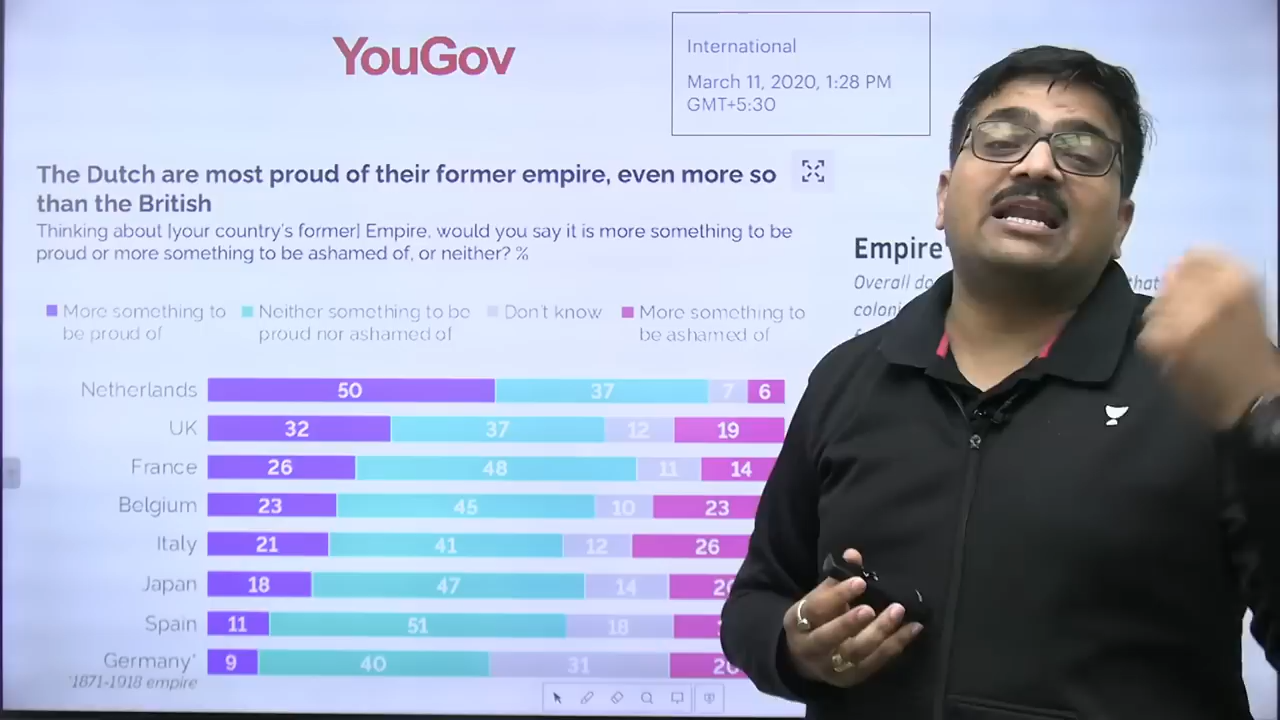 YouGov
International
March 11, 2020, 1:28 PM
GMT+5:30
The Dutch are most proud of their former empire, even more so
than the British
Thinking about [your country's former] Empire, would you say it is more something to be
proud or more something to be ashamed of, or neither? %
More something to
be proud of
Neither something to be
proud nor ashamed of
Don't know
More something to
be ashamed of
Empire
Overall
that
Netherlands 50 37 7 6
UK 32 37 12 19
France 26 48 11 14
Belgium 23 45 10 23
Italy 21 41 12 26
Japan 18 47 14
Spain 11 51 18
Germany* 9 40 31
*1871-1918 empire